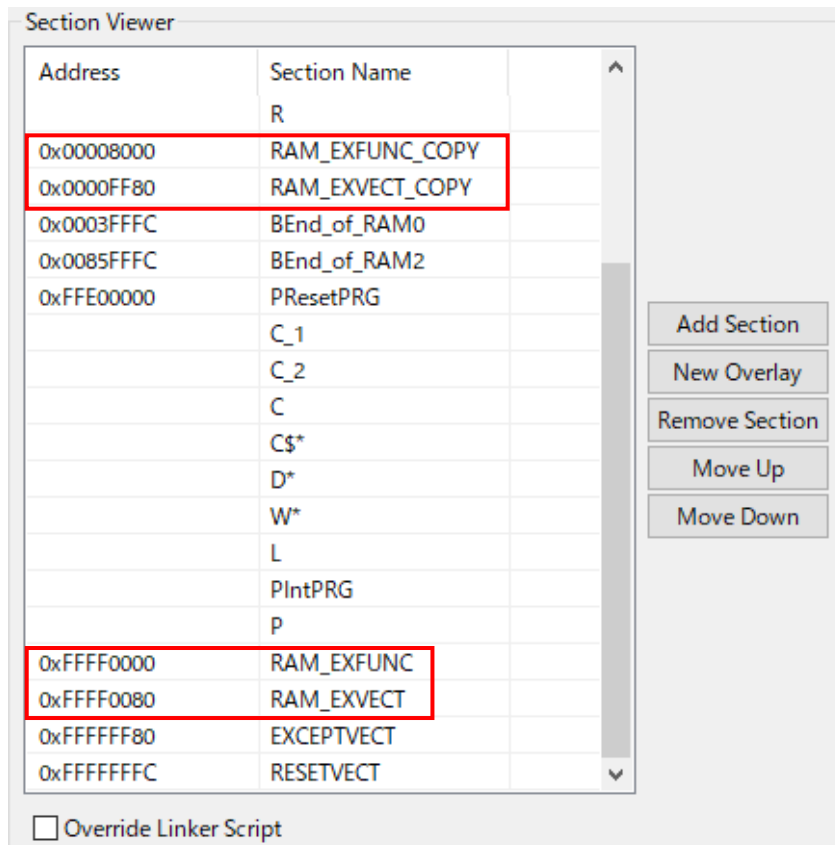 Section Viewer
Address Section Name
R
0x00008000 RAM_EXFUNC_COPY
0x0000FF80 RAM_EXVECT_COPY
0x0003FFFC BEnd_of_RAM0
0x0085FFFC BEnd_of_RAM2
0xFFE00000 PResetPRG
C_1
C_2
C
C$*
D*
W*
L
PIntPRG
P
0xFFFF0000 RAM_EXFUNC
0xFFFF0080 RAM_EXVECT
0xFFFFFF80 EXCEPTVECT
0xFFFFFFFC RESETVECT
Add Section
New Overlay
Remove Section
Move Up
Move Down
Override Linker Script